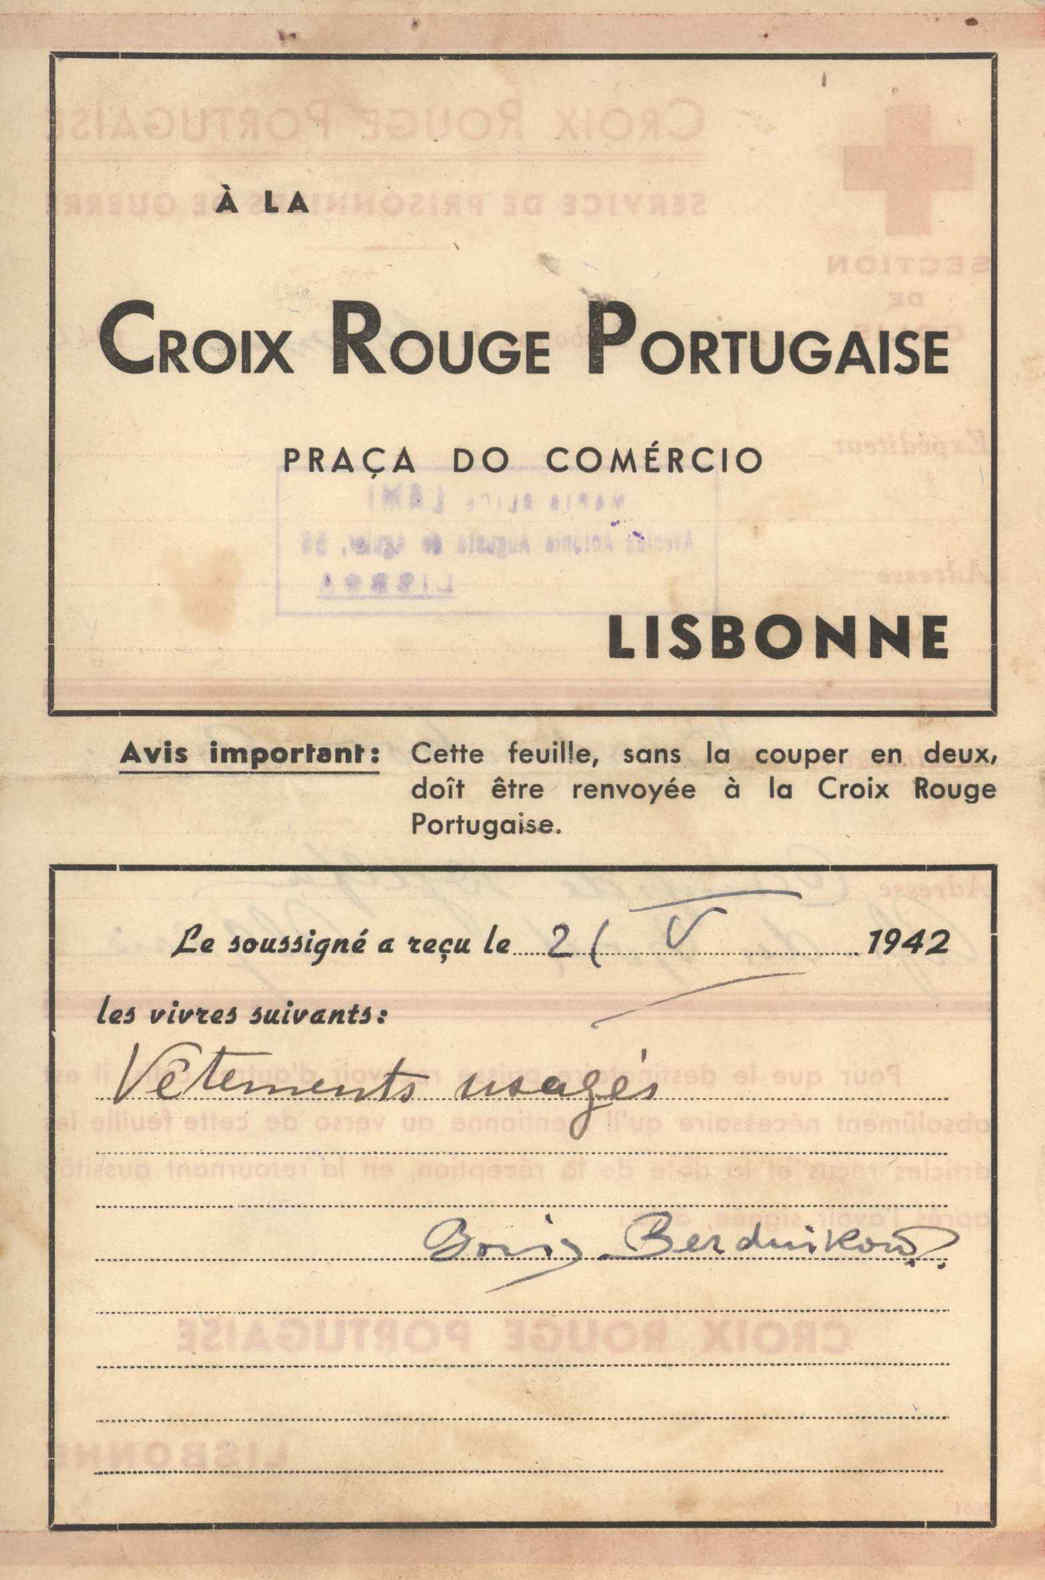 À LA
CROIX ROUGE PORTUGAISE
PRAÇA DO COMÉRCIO
LISBONNE
Avis important: Cette feuille, sans la couper en deux,
doît être renvoyée à la Croix Rouge
Portugaise.
Le soussigné a reçu le 2( V 1942
les vivres suivants:
Vêtements usagés
Boris Berdnikow